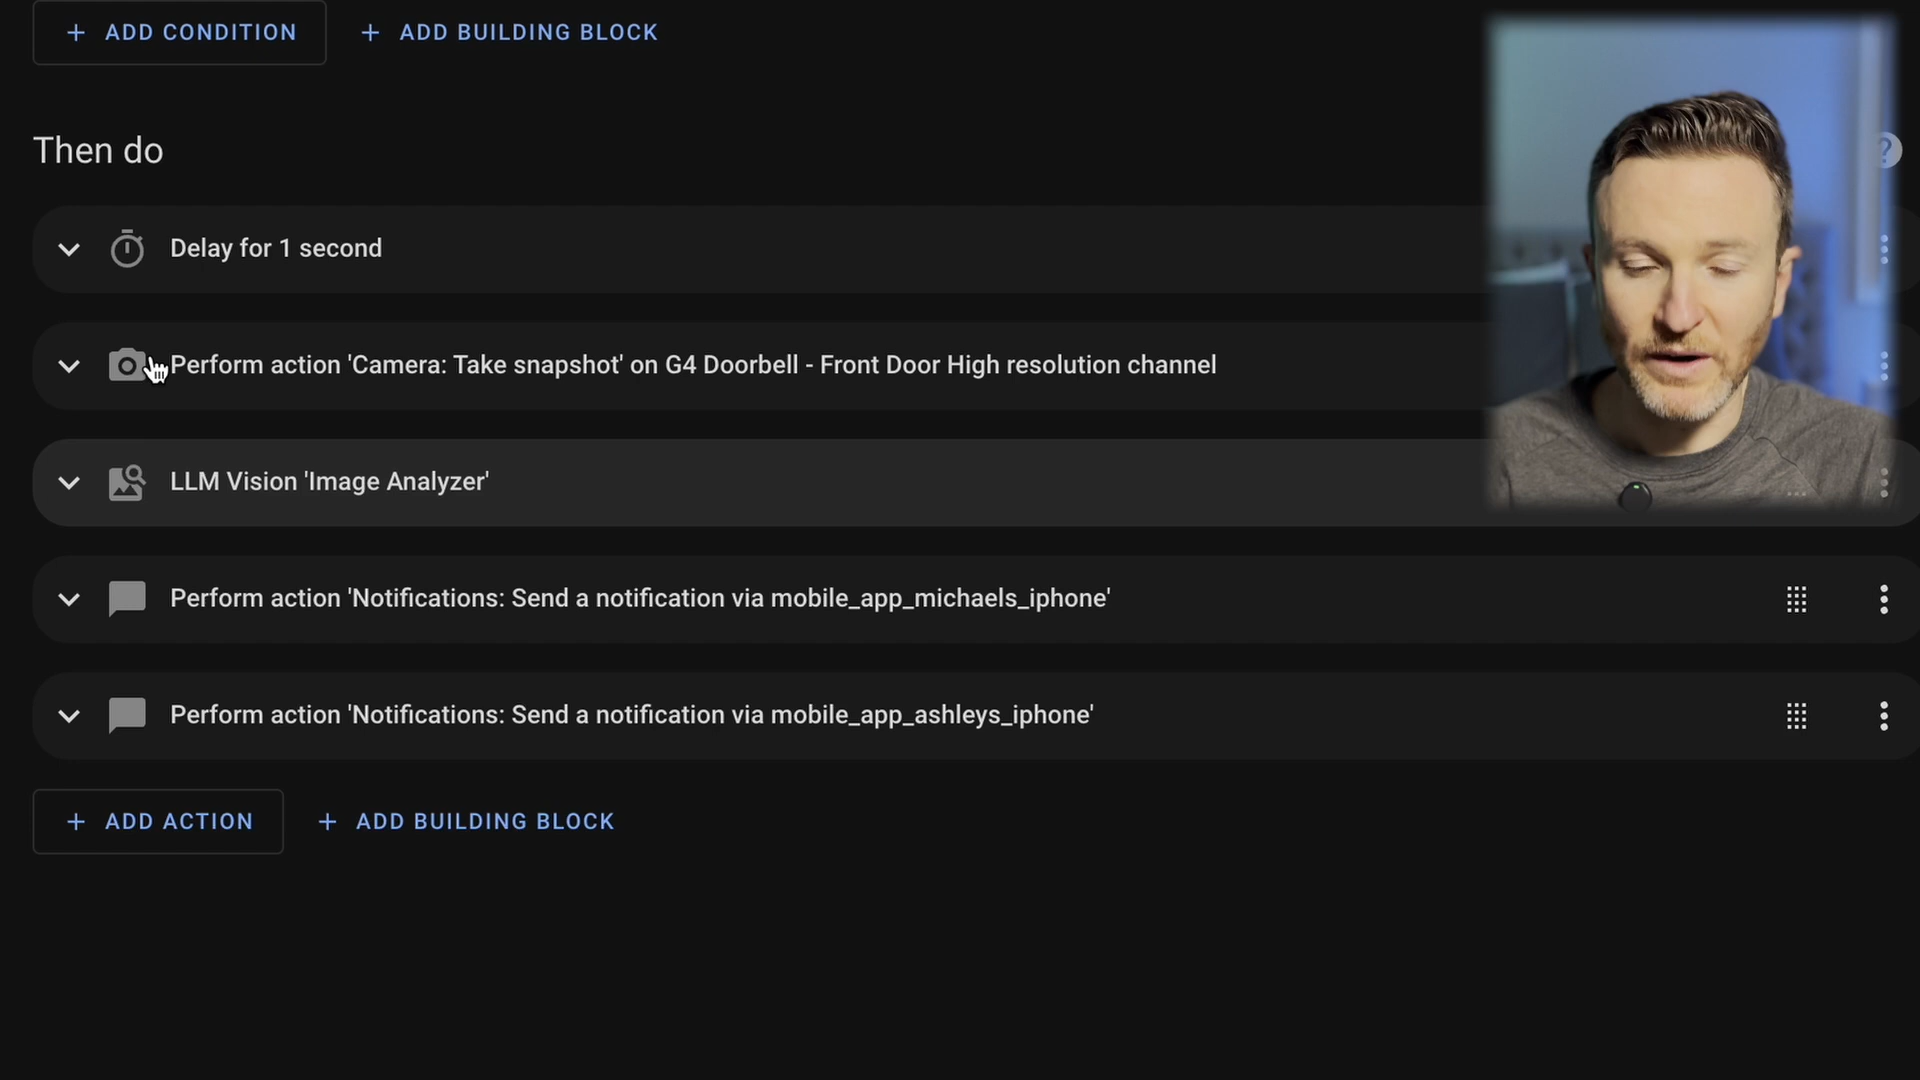 + ADD CONDITION + ADD BUILDING BLOCK
Then do
?
Delay for 1 second
Perform action 'Camera: Take snapshot' on G4 Doorbell - Front Door High resolution channel
LLM Vision 'Image Analyzer'
Perform action 'Notifications: Send a notification via mobile_app_michaels_iphone'
Perform action 'Notifications: Send a notification via mobile_app_ashleys_iphone'
+ ADD ACTION + ADD BUILDING BLOCK